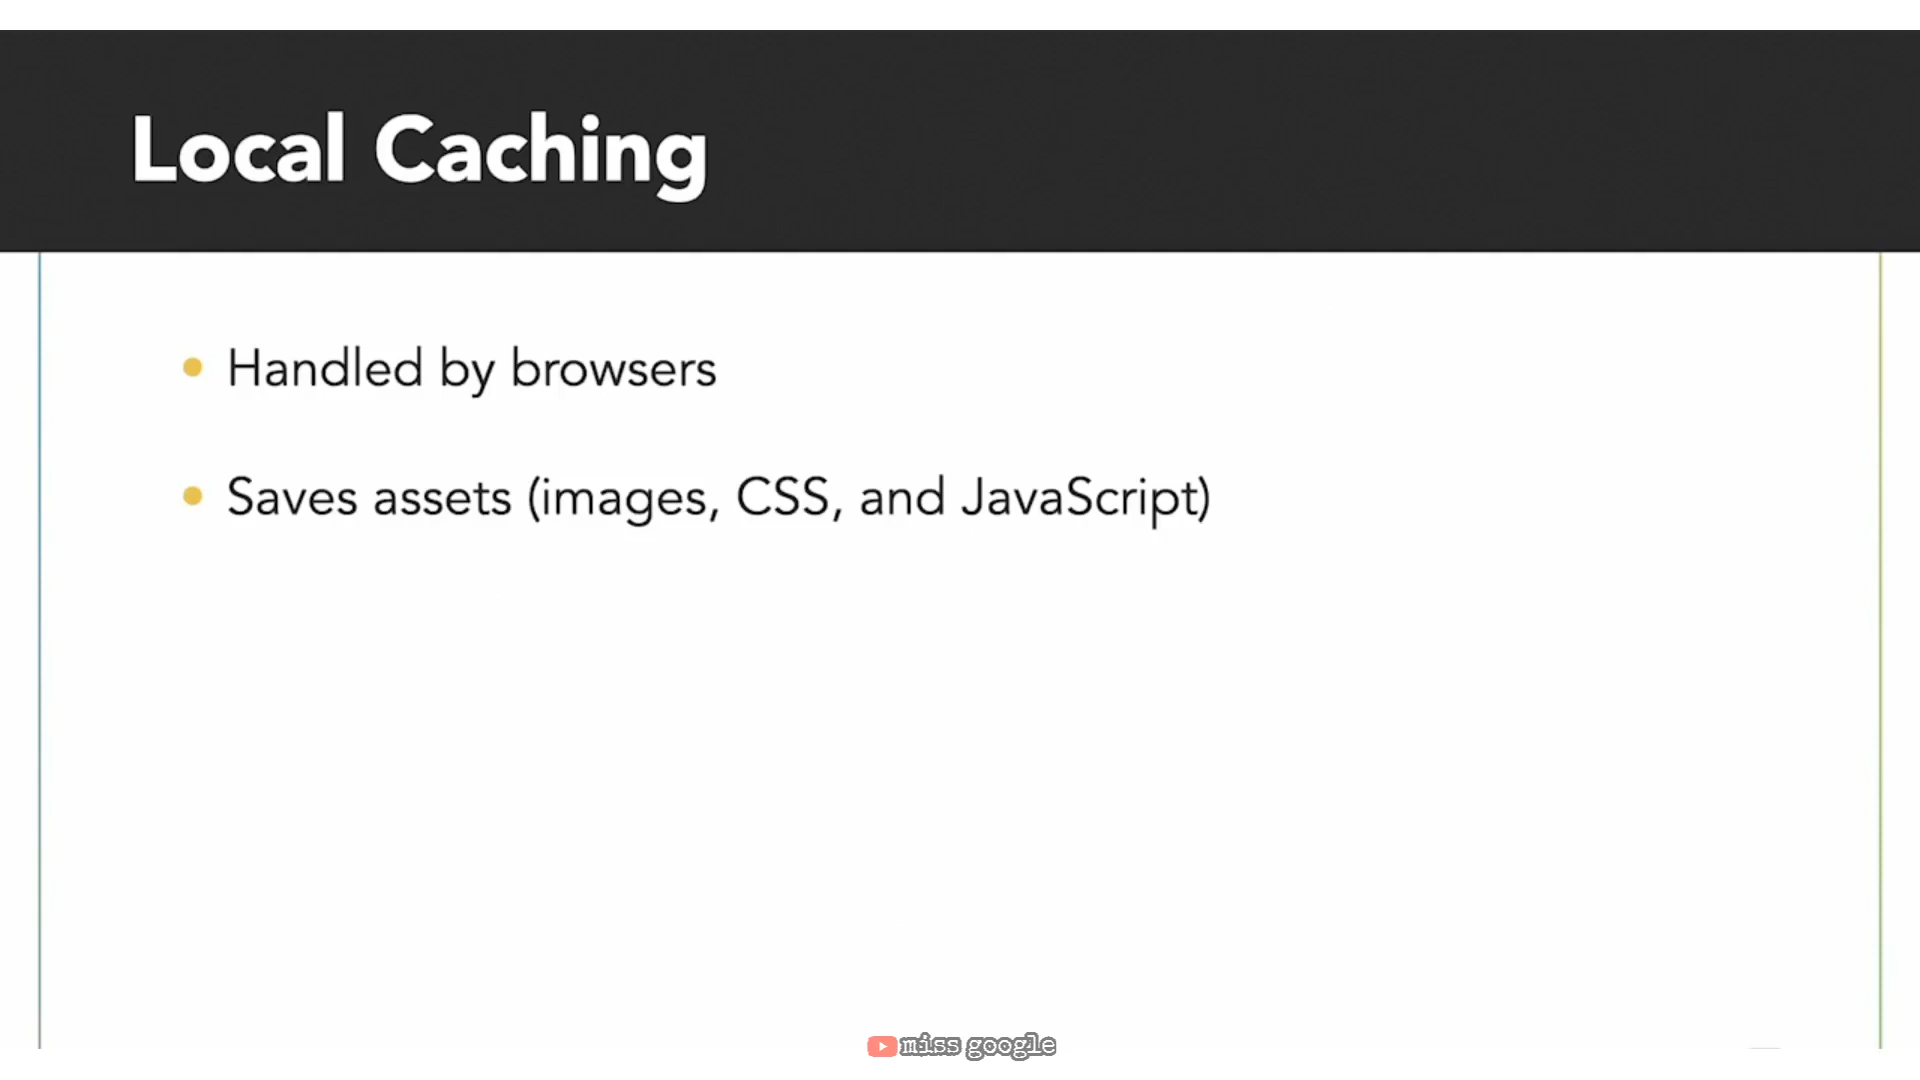 Local Caching
Handled by browsers
Saves assets (images, CSS, and JavaScript)
miss google